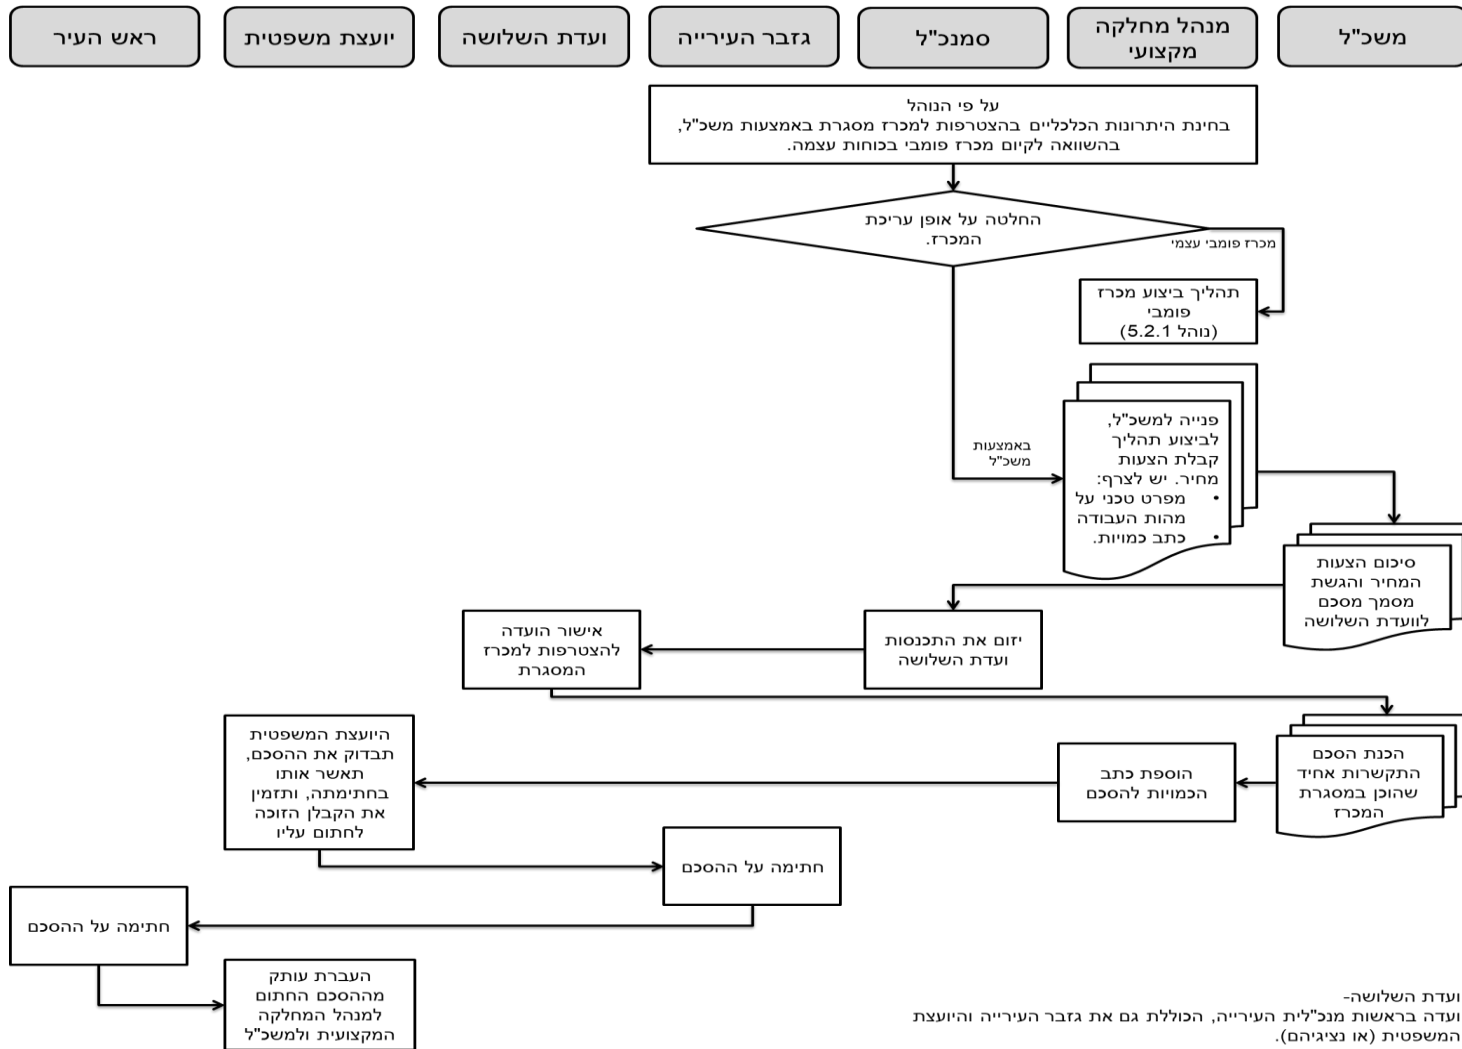 משכ"ל
מנהל מחלקה
מקצועי
סמנכ"ל
גזבר העירייה
ועדת השלושה
יועצת משפטית
ראש העיר
על פי הנוהל
בחינת היתרונות הכלכליים בהצטרפות למכרז מסגרת באמצעות משכ"ל,
בהשוואה לקיום מכרז פומבי בכוחות עצמה.
החלטה על אופן עריכת
המכרז.
מכרז פומבי עצמי
תהליך ביצוע מכרז
פומבי
(נוהל 5.2.1)
באמצעות
משכ"ל
פנייה למשכ"ל,
לביצוע תהליך
קבלת הצעות
מחיר. יש לצרף:
• מפרט טכני על
מהות העבודה
• כתב כמויות.
סיכום הצעות
המחיר והגשת
מסמך מסכם
לוועדת השלושה
יזום את התכנסות
ועדת השלושה
אישור הועדה
להצטרפות למכרז
המסגרת
הכנת הסכם
התקשרות אחיד
שהוכן במסגרת
המכרז
הוספת כתב
הכמויות להסכם
היועצת המשפטית
תבדוק את ההסכם,
תאשר אותו
בחתימתה, ותזמין
את הקבלן הזוכה
לחתום עליו
חתימה על ההסכם
חתימה על ההסכם
העברת עותק
מההסכם החתום
למנהל המחלקה
המקצועית ולמשכ"ל
ועדת השלושה-
ועדה בראשות מנכ"לית העירייה, הכוללת גם את גזבר העירייה והיועצת
המשפטית (או נציגיהם).